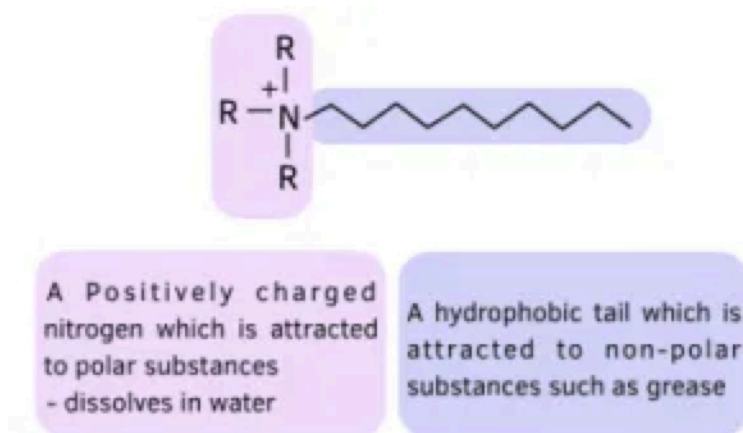 R
+
R
N
R
A Positively charged
nitrogen which is attracted
to polar substances
- dissolves in water
A hydrophobic tail which is
attracted to non-polar
substances such as grease